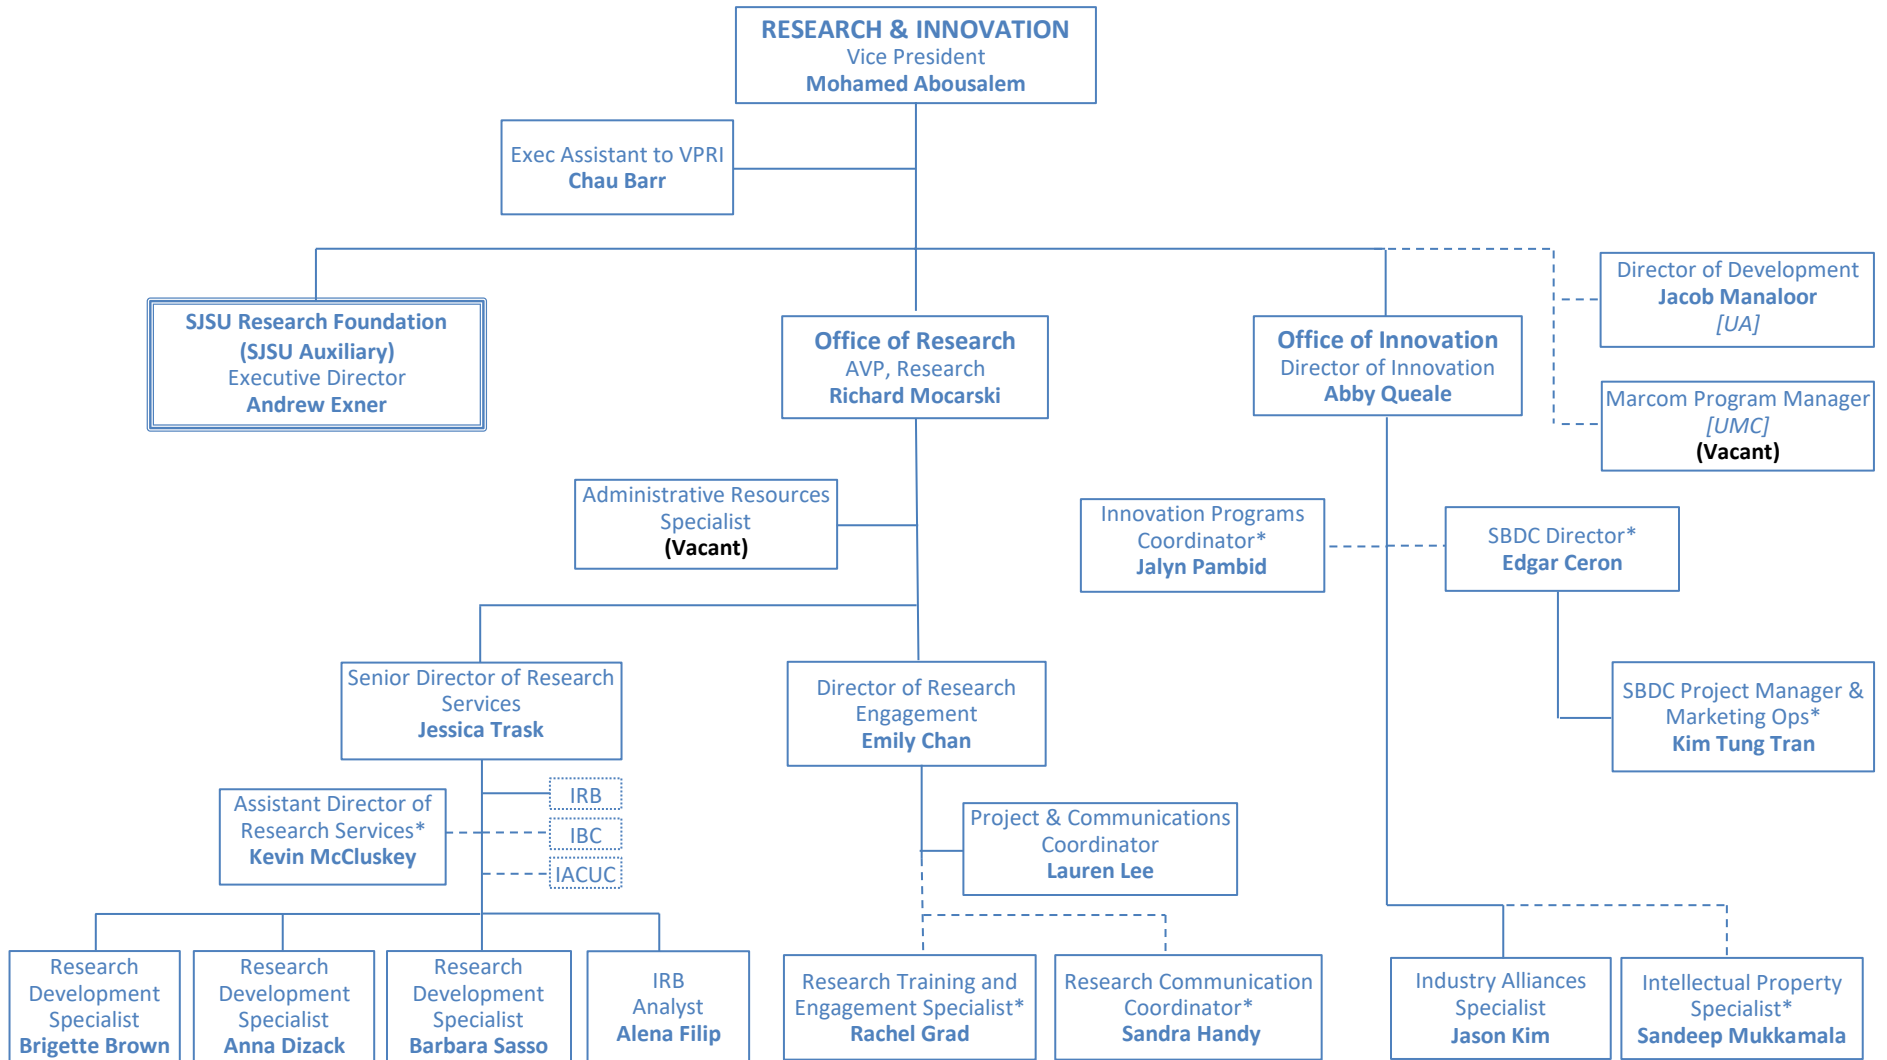 RESEARCH & INNOVATION
Vice President
Mohamed Abousalem
Exec Assistant to VPRI
Chau Barr
SJSU Research Foundation
(SJSU Auxiliary)
Executive Director
Andrew Exner
Office of Research
AVP, Research
Richard Mocarski
Office of Innovation
Director of Innovation
Abby Queale
Director of Development
Jacob Manaloor
[UA]
Marcom Program Manager
[UMC]
(Vacant)
Administrative Resources
Specialist
(Vacant)
Innovation Programs
Coordinator*
Jalyn Pambid
SBDC Director*
Edgar Ceron
Senior Director of Research
Services
Jessica Trask
Director of Research
Engagement
Emily Chan
SBDC Project Manager &
Marketing Ops*
Kim Tung Tran
Assistant Director of
Research Services*
Kevin McCluskey
IRB
IBC
IACUC
Project & Communications
Coordinator
Lauren Lee
Research
Development
Specialist
Brigette Brown
Research
Development
Specialist
Anna Dizack
Research
Development
Specialist
Barbara Sasso
IRB
Analyst
Alena Filip
Research Training and
Engagement Specialist*
Rachel Grad
Research Communication
Coordinator*
Sandra Handy
Industry Alliances
Specialist
Jason Kim
Intellectual Property
Specialist*
Sandeep Mukkamala